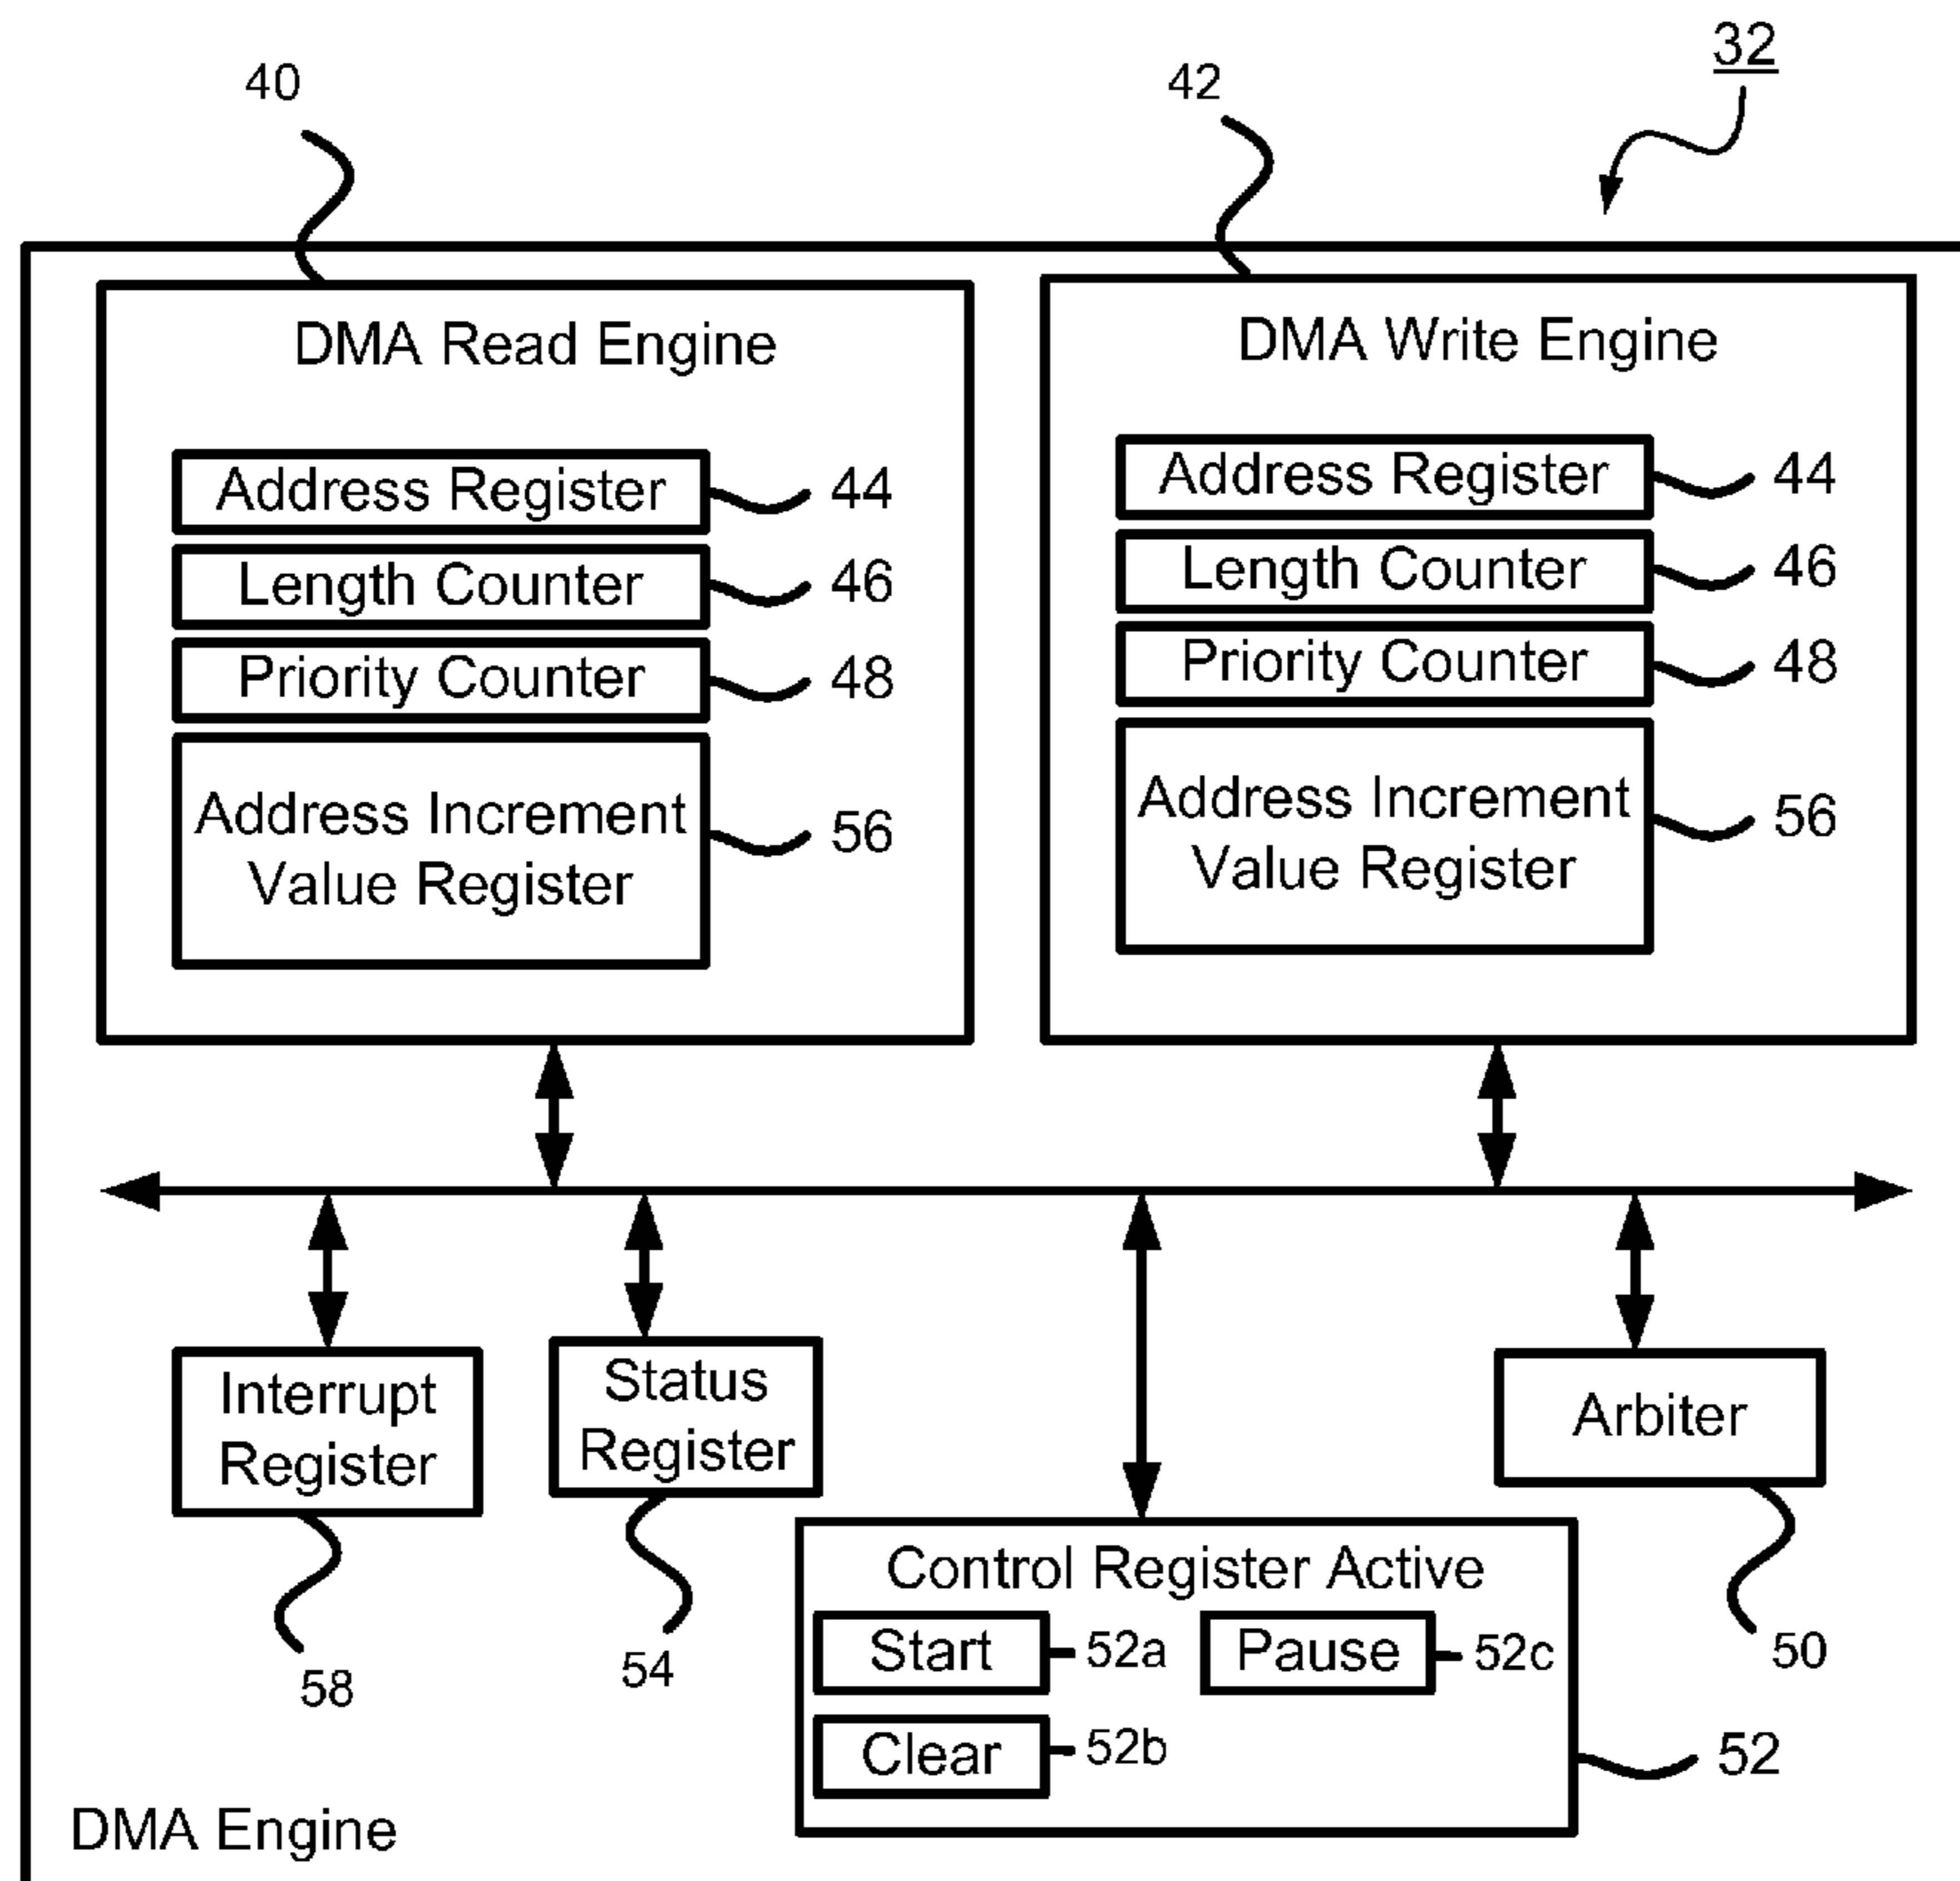 32
40
42
DMA Read Engine
Address Register
44
Length Counter
46
Priority Counter
48
Address Increment
Value Register
56
DMA Write Engine
Address Register
44
Length Counter
46
Priority Counter
48
Address Increment
Value Register
56
Interrupt
Register
58
Status
Register
54
Control Register Active
Start
52a
Pause
52c
Clear
52b
52
Arbiter
50
DMA Engine